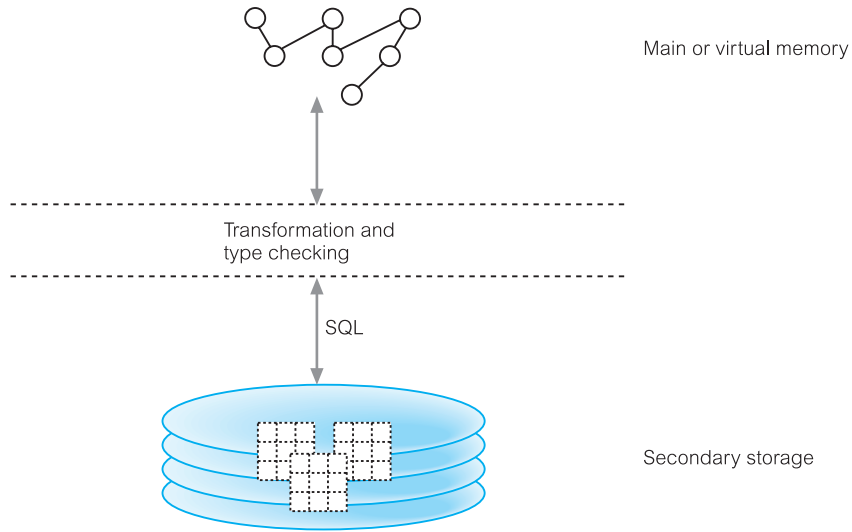 Main or virtual memory
Transformation and
type checking
SQL
Secondary storage